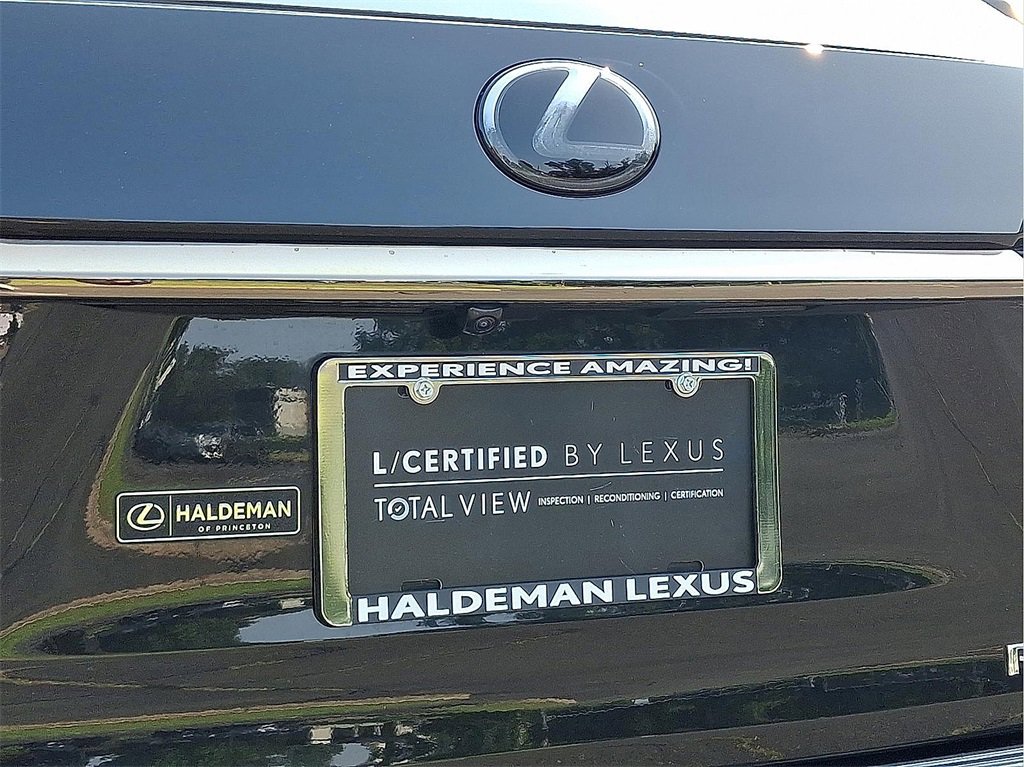 EXPERIENCE AMAZING!
L/CERTIFIED BY LEXUS
TOTAL VIEW INSPECTION | RECONDITIONING | CERTIFICATION
HALDEMAN
OF PRINCETON
HALDEMAN LEXUS